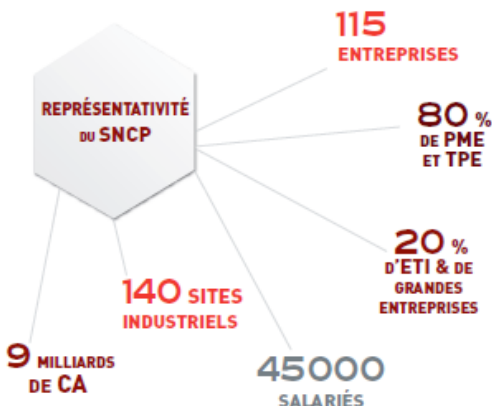 115
ENTREPRISES
REPRÉSENTATIVITÉ
DU SNCP
80 %
DE PME
ET TPE
20 %
D'ETI & DE
GRANDES
ENTREPRISES
140 SITES
INDUSTRIELS
9 MILLIARDS
DE CA
45000
SALARIÉS